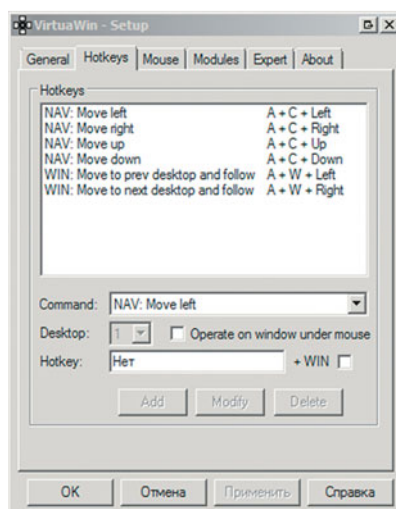 VirtuaWin - Setup
General Hotkeys Mouse Modules Expert About
Hotkeys
NAV: Move left A + C + Left
NAV: Move right A + C + Right
NAV: Move up A + C + Up
NAV: Move down A + C + Down
WIN: Move to prev desktop and follow A + W + Left
WIN: Move to next desktop and follow A + W + Right
Command: NAV: Move left
Desktop: 1 Operate on window under mouse
Hotkey: Нет + WIN
Add Modify Delete
OK Отмена Применить Справка